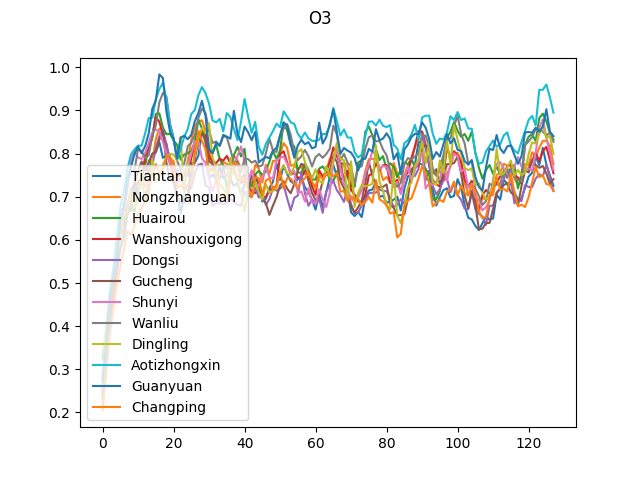 O3
1.0
0.9
0.8
0.7
0.6
0.5
0.4
0.3
0.2
Tiantan
Nongzhanguan
Huairou
Wanshouxigong
Dongsi
Gucheng
Shunyi
Wanliu
Dingling
Aotizhongxin
Guanyuan
Changping
0 20 40 60 80 100 120